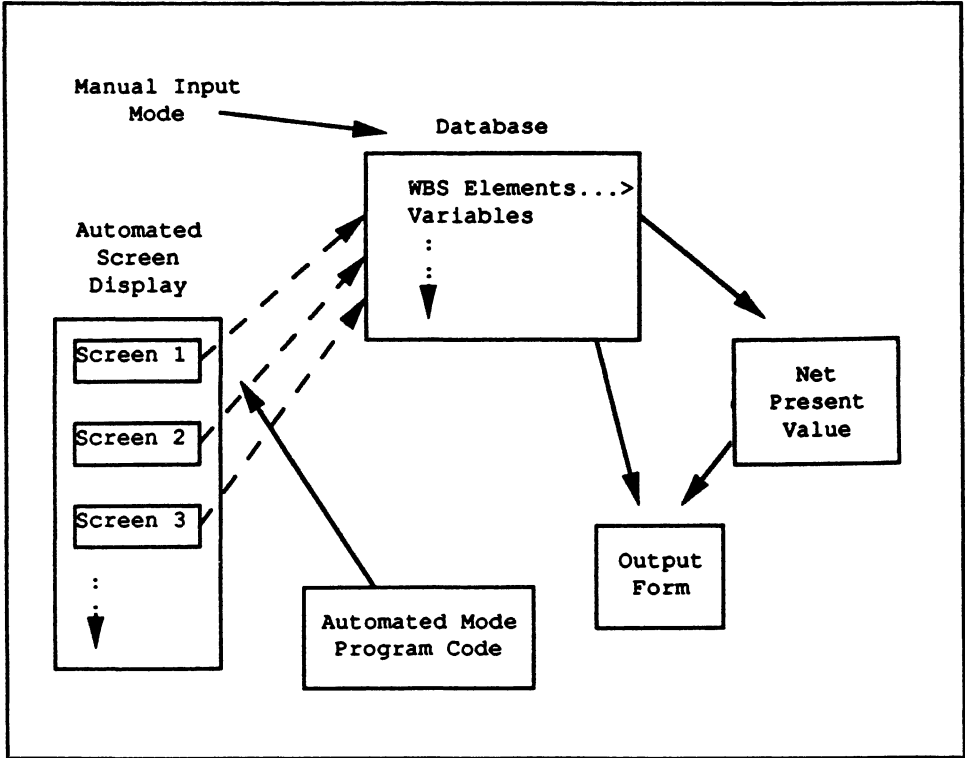 Manual Input
Mode
Database
WBS Elements...>
Variables
:
:
Automated
Screen
Display
Screen 1
Screen 2
Screen 3
:
:
Net
Present
Value
Output
Form
Automated Mode
Program Code